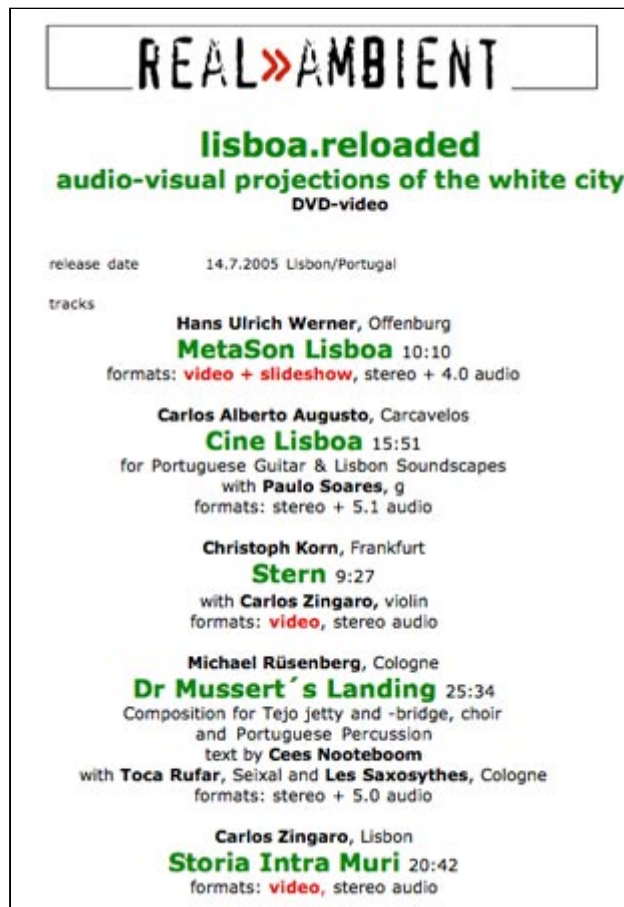 REAL»AMBIENT
lisboa.reloaded
audio-visual projections of the white city
DVD-video
release date 14.7.2005 Lisbon/Portugal
tracks
Hans Ulrich Werner, Offenburg
MetaSon Lisboa 10:10
formats: video + slideshow, stereo + 4.0 audio
Carlos Alberto Augusto, Carcavelos
Cine Lisboa 15:51
for Portuguese Guitar & Lisbon Soundscapes
with Paulo Soares, g
formats: stereo + 5.1 audio
Christoph Korn, Frankfurt
Stern 9:27
with Carlos Zingaro, violin
formats: video, stereo audio
Michael Rüsenberg, Cologne
Dr Mussert´s Landing 25:34
Composition for Tejo jetty and -bridge, choir
and Portuguese Percussion
text by Cees Nooteboom
with Toca Rufar, Seixal and Les Saxosythes, Cologne
formats: stereo + 5.0 audio
Carlos Zingaro, Lisbon
Storia Intra Muri 20:42
formats: video, stereo audio